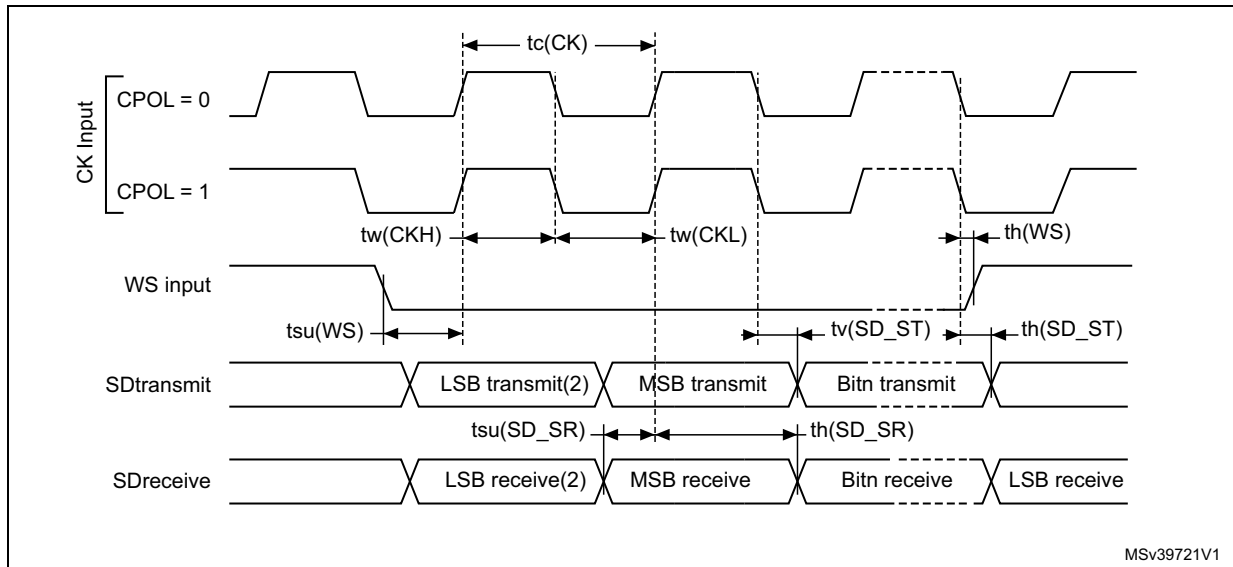 tc(CK)
CK Input
CPOL = 0
CPOL = 1
tw(CKH)
tw(CKL)
th(WS)
WS input
tsu(WS)
tv(SD_ST)
th(SD_ST)
SDtransmit
LSB transmit(2)
MSB transmit
Bitn transmit
tsu(SD_SR)
th(SD_SR)
SDreceive
LSB receive(2)
MSB receive
Bitn receive
LSB receive
MSv39721V1